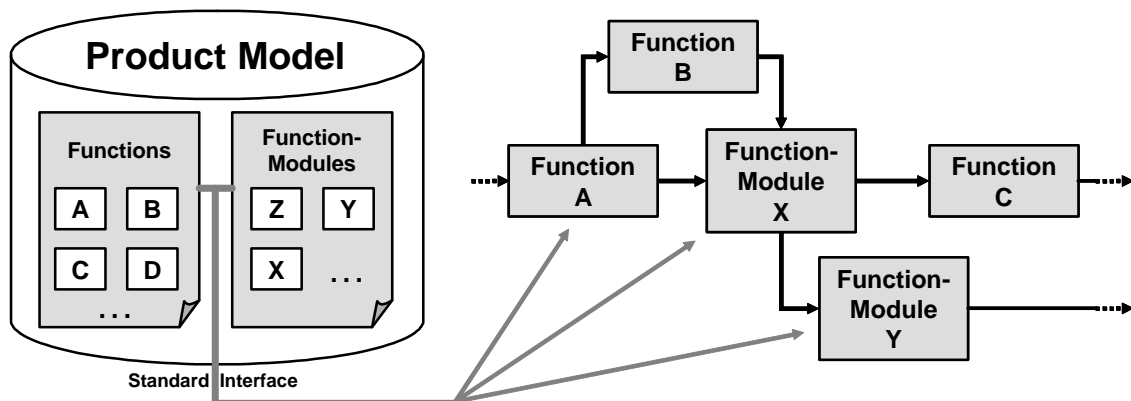 Product Model
Functions
A B
C D
...
Function-
Modules
Z Y
X ...
Standard Interface
Function
A
Function
B
Function-
Module
X
Function
C
Function-
Module
Y